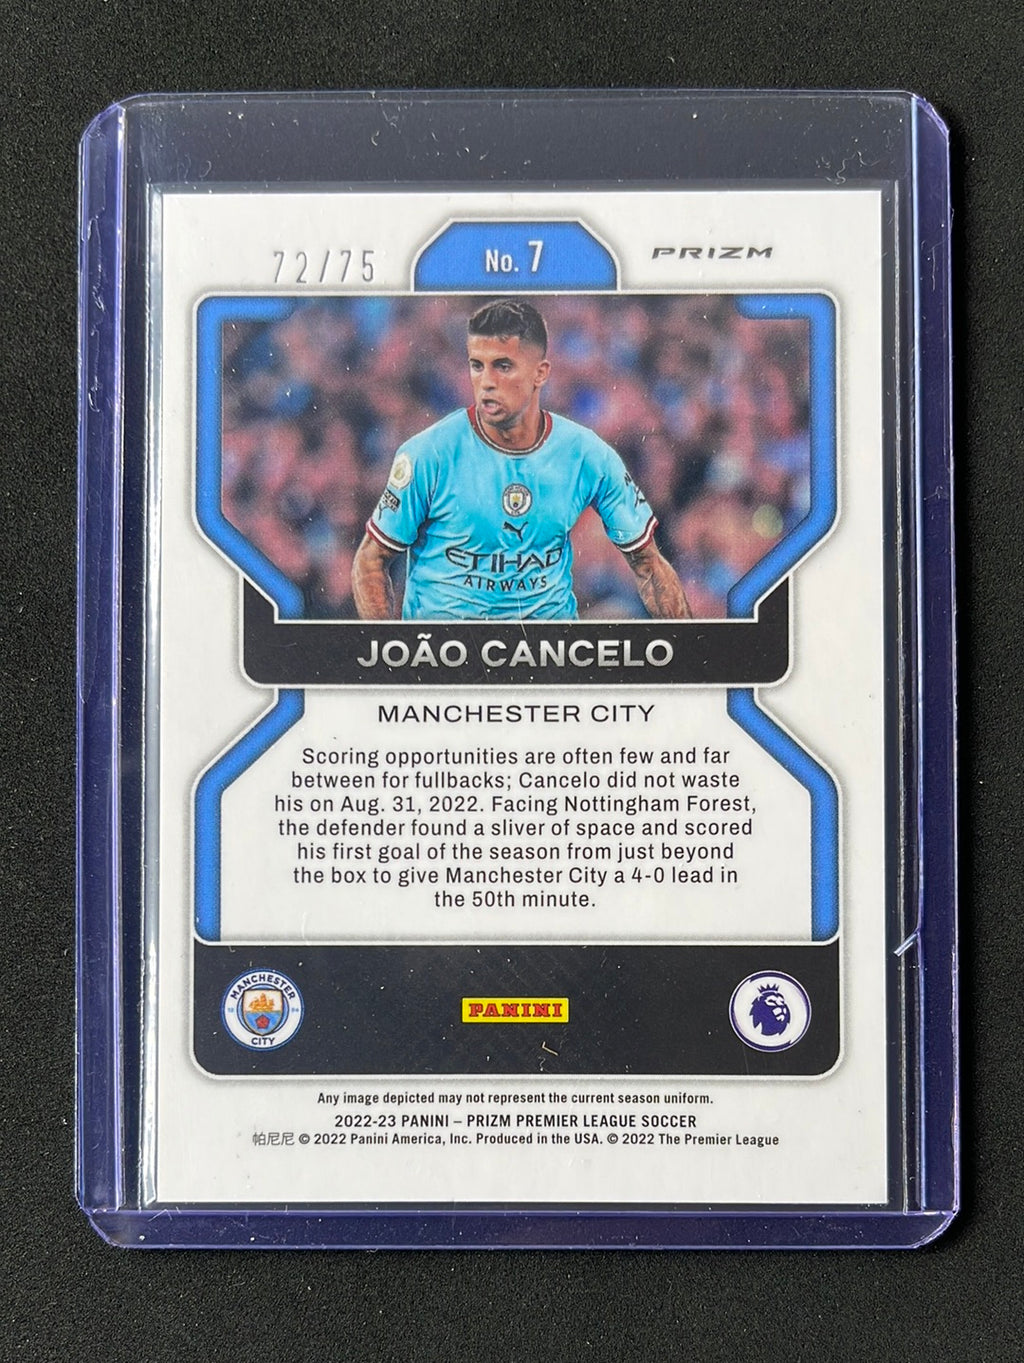 72/75
No. 7
PRIZM
ETIHAD
AIRWAYS
JOÃO CANCELO
MANCHESTER CITY
Scoring opportunities are often few and far
between for fullbacks; Cancelo did not waste
his on Aug. 31, 2022. Facing Nottingham Forest,
the defender found a sliver of space and scored
his first goal of the season from just beyond
the box to give Manchester City a 4-0 lead in
the 50th minute.
MANCHESTER
18 94
CITY
PANINI
Any image depicted may not represent the current season uniform.
2022-23 PANINI – PRIZM PREMIER LEAGUE SOCCER
帕尼尼 © 2022 Panini America, Inc. Produced in the USA. © 2022 The Premier League